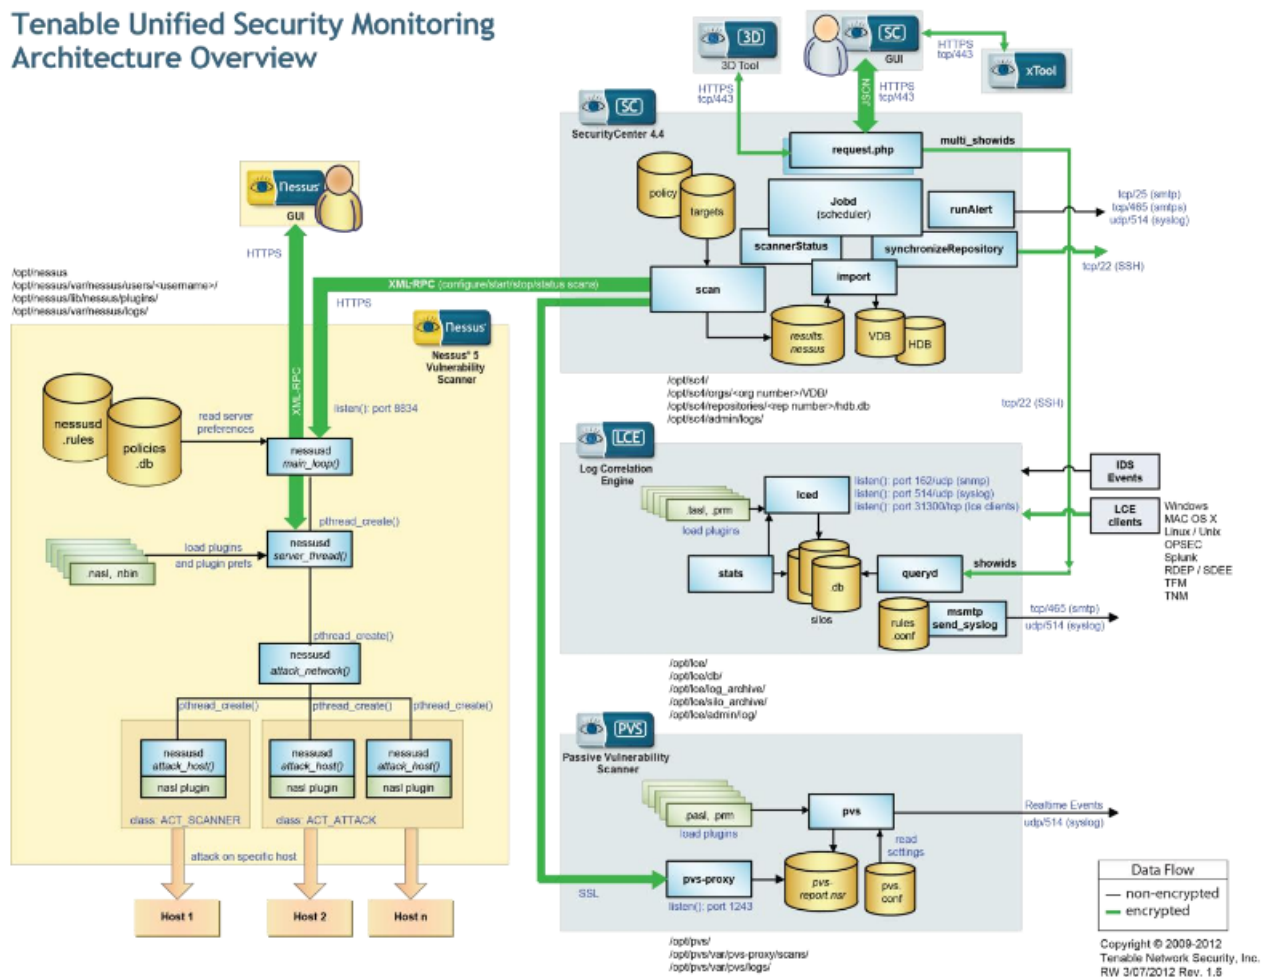 Tenable Unified Security Monitoring
Architecture Overview
3D
3D Tool
SC
GUI
HTTPS
tcp/443
xTool
HTTPS
tcp/443
JSON
HTTPS
tcp/443
SC
SecurityCenter 4.4
request.php
multi_showids
policy
targets
Jobd
(scheduler)
runAlert
tcp/25 (smtp)
tcp/465 (smtps)
udp/514 (syslog)
scannerStatus
synchronizeRepository
tcp/22 (SSH)
import
scan
results.
nessus
VDB
HDB
/opt/sc4/
/opt/sc4/orgs/<org number>/VDB/
/opt/sc4/repositories/<rep number>/hdb.db
/opt/sc4/admin/logs/
tcp/22 (SSH)
Nessus
GUI
HTTPS
/opt/nessus
/opt/nessus/var/nessus/users/<username>/
/opt/nessus/lib/nessus/plugins/
/opt/nessus/var/nessus/logs/
XML-RPC (configure/start/stop/status scans)
HTTPS
Nessus
Nessus® 5
Vulnerability
Scanner
XML-RPC
listen(): port 8834
nessusd
.rules
policies
.db
read server
preferences
nessusd
main_loop()
pthread_create()
.nasl, .nbin
load plugins
and plugin prefs
nessusd
server_thread()
pthread_create()
nessusd
attack_network()
pthread_create()
pthread_create()
pthread_create()
nessusd
attack_host()
nasl plugin
nessusd
attack_host()
nasl plugin
nessusd
attack_host()
nasl plugin
class: ACT_SCANNER
class: ACT_ATTACK
attack on specific host
Host 1
Host 2
Host n
LCE
Log Correlation
Engine
.tasl, .prm
load plugins
lced
listen(): port 162/udp (snmp)
listen(): port 514/udp (syslog)
listen(): port 31300/tcp (lce clients)
IDS
Events
LCE
clients
Windows
MAC OS X
Linux / Unix
OPSEC
Splunk
RDEP / SDEE
TFM
TNM
stats
.db
silos
queryd
showids
rules
.conf
msmtp
send_syslog
tcp/465 (smtp)
udp/514 (syslog)
/opt/lce/
/opt/lce/db/
/opt/lce/log_archive/
/opt/lce/silo_archive/
/opt/lce/admin/log/
PVS
Passive Vulnerability
Scanner
.pasl, .prm
load plugins
pvs
Realtime Events
udp/514 (syslog)
read
settings
SSL
pvs-proxy
listen(): port 1243
pvs-
report.nsr
pvs.
conf
/opt/pvs/
/opt/pvs/var/pvs-proxy/scans/
/opt/pvs/var/pvs/logs/
Data Flow
non-encrypted
encrypted
Copyright © 2009-2012
Tenable Network Security, Inc.
RW 3/07/2012 Rev. 1.6